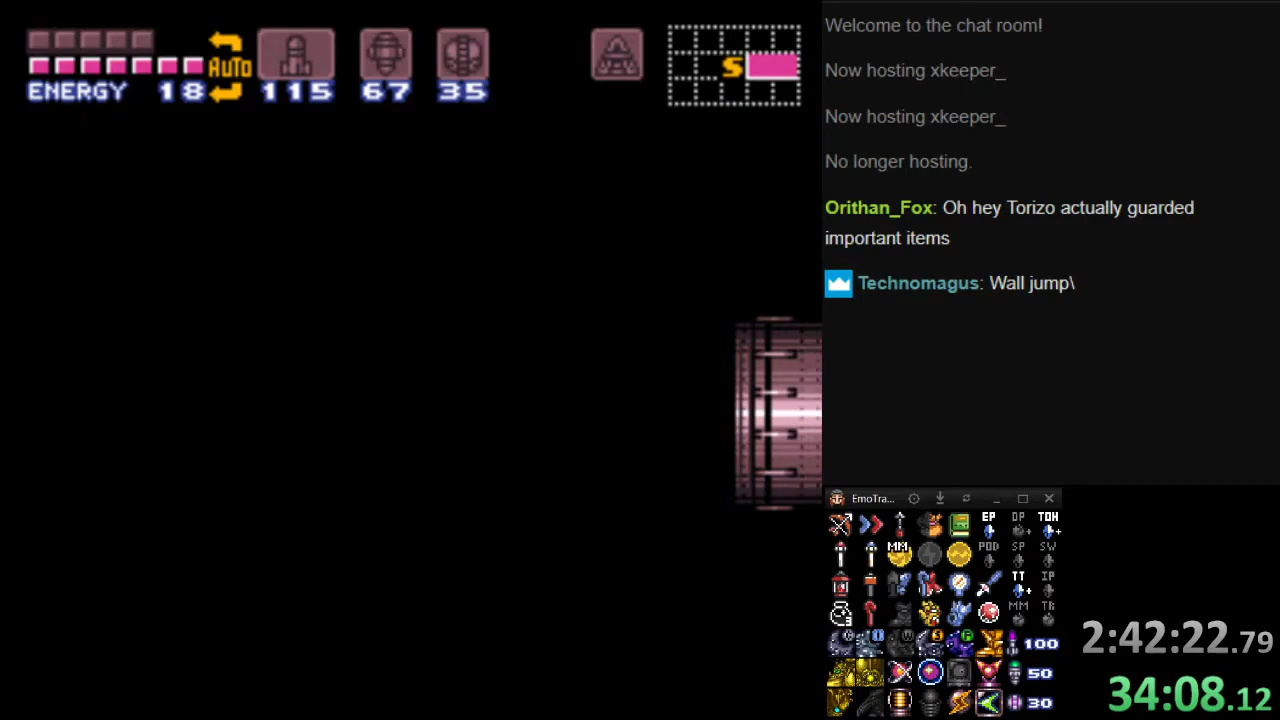 AUTO
ENERGY 18 115 67 35
S
Welcome to the chat room!
Now hosting xkeeper_
Now hosting xkeeper_
No longer hosting.
Orithan_Fox: Oh hey Torizo actually guarded
important items
Technomagus: Wall jump\
EmoTra...
EP DP TOH
MM POD SP SW
TT IP
MM TR
100
50
30
2:42:22.79
34:08.12